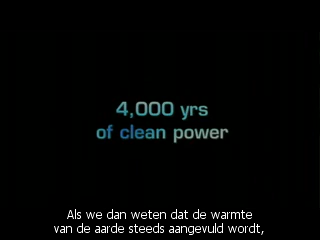 4,000 yrs
of clean power
Als we dan weten dat de warmte
van de aarde steeds aangevuld wordt,